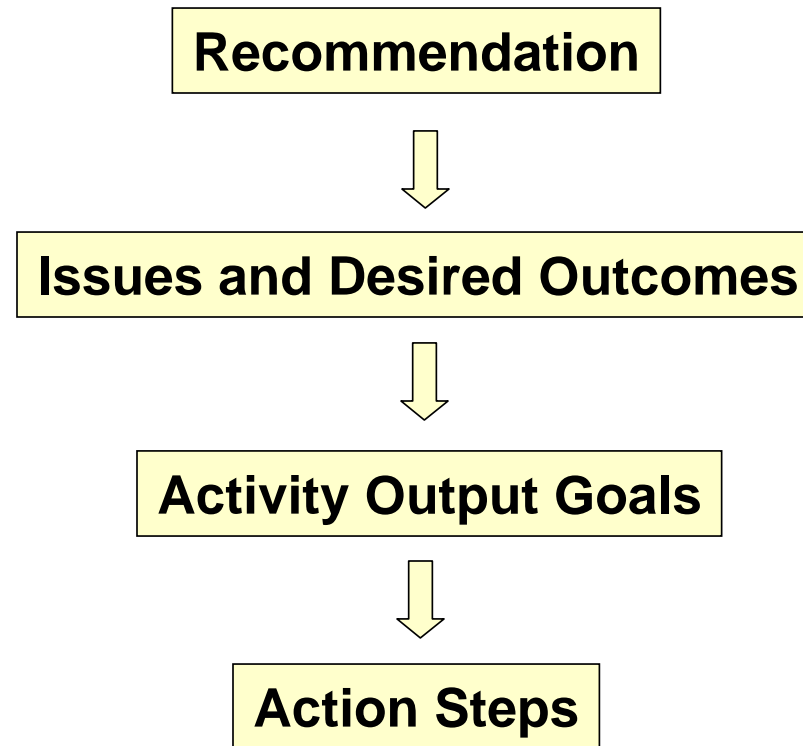 Recommendation
Issues and Desired Outcomes
Activity Output Goals
Action Steps